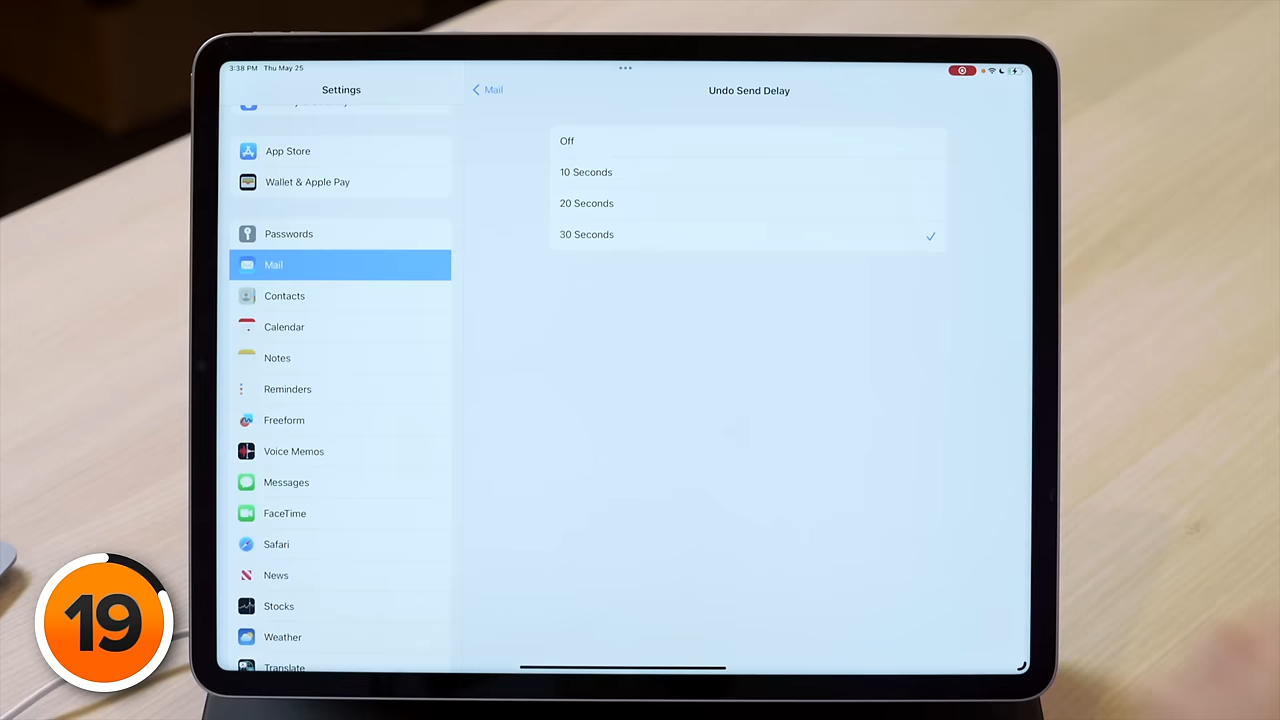 3:38 PM Thu May 25
Settings
Mail
Undo Send Delay
App Store
Wallet & Apple Pay
Passwords
Mail
Contacts
Calendar
Notes
Reminders
Freeform
Voice Memos
Messages
FaceTime
Safari
News
Stocks
Weather
Translate
Off
10 Seconds
20 Seconds
30 Seconds
19